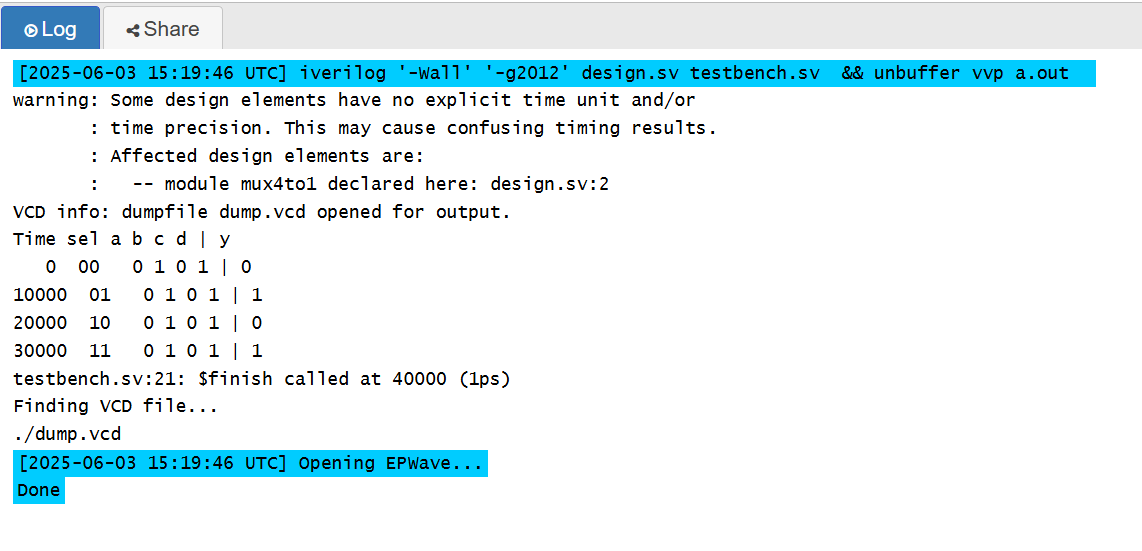 Log
Share
[2025-06-03 15:19:46 UTC] iverilog '-Wall' '-g2012' design.sv testbench.sv  && unbuffer vvp a.out
warning: Some design elements have no explicit time unit and/or
       : time precision. This may cause confusing timing results.
       : Affected design elements are:
       :   -- module mux4to1 declared here: design.sv:2
VCD info: dumpfile dump.vcd opened for output.
Time sel a b c d | y
   0  00   0 1 0 1 | 0
10000  01   0 1 0 1 | 1
20000  10   0 1 0 1 | 0
30000  11   0 1 0 1 | 1
testbench.sv:21: $finish called at 40000 (1ps)
Finding VCD file...
./dump.vcd
[2025-06-03 15:19:46 UTC] Opening EPWave...
Done